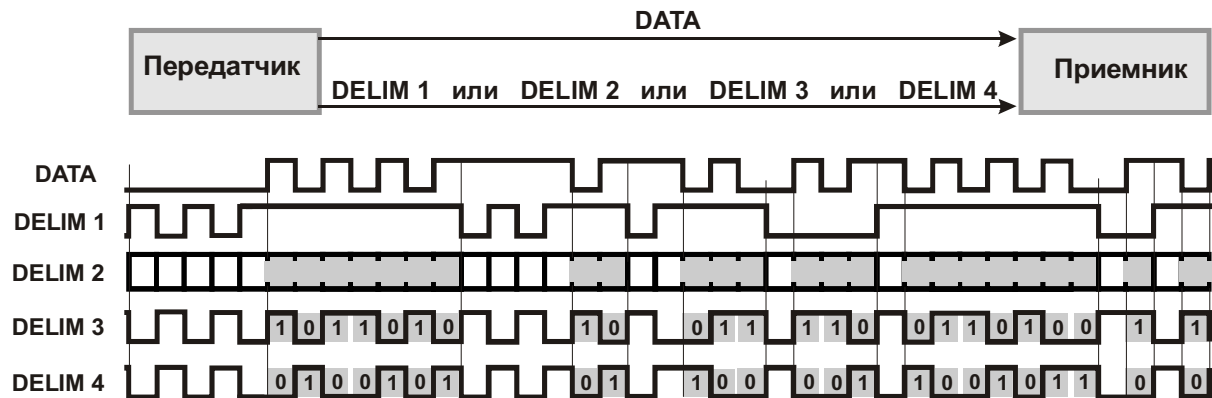 DATA
Передатчик
Приемник
DELIM 1 или DELIM 2 или DELIM 3 или DELIM 4
DATA
DELIM 1
DELIM 2
DELIM 3 1 0 1 1 0 1 0 1 0 0 1 1 1 1 0 0 1 1 0 1 0 0 1 1
DELIM 4 0 1 0 0 1 0 1 0 1 1 0 0 0 0 1 1 0 0 1 0 1 1 0 0